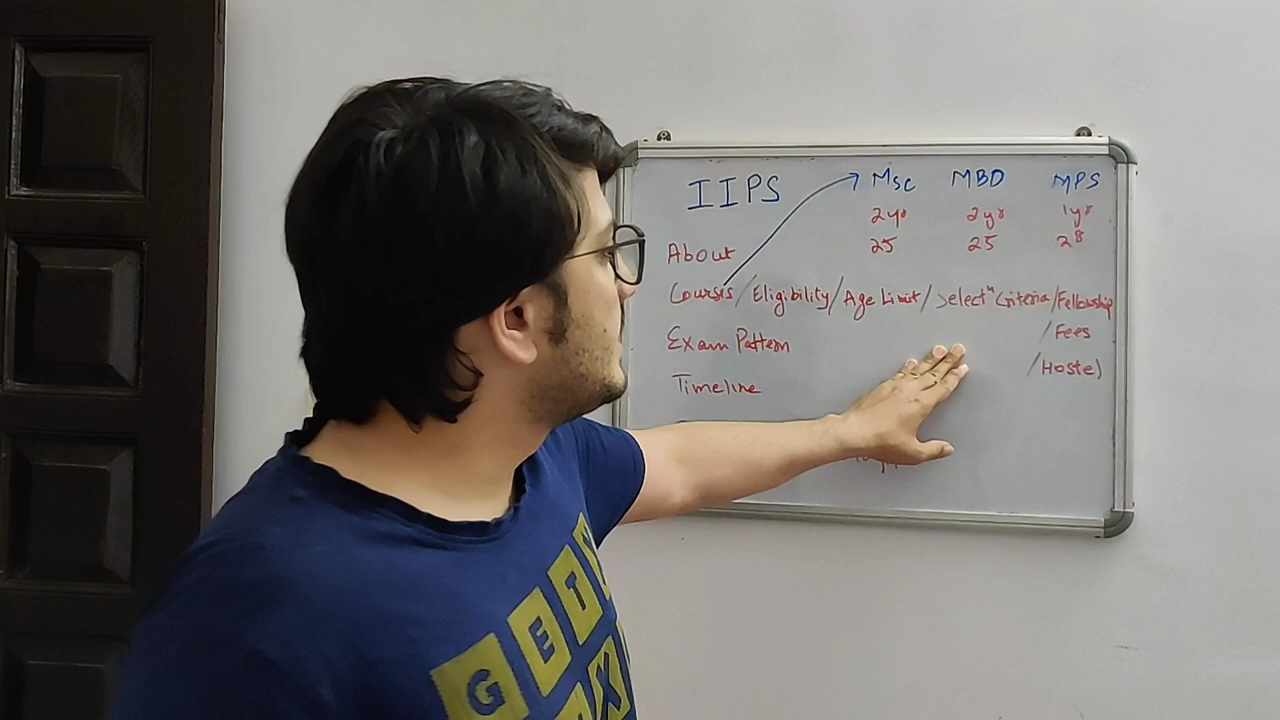 IIPS
Msc MBD MPS
2yr 2yr 1yr
25 25 28
About
Courses/Eligibility/Age Limit/Selectⁿ Criteria/Fellowship
/Fees
/Hostel
Exam Pattern
Timeline
GET